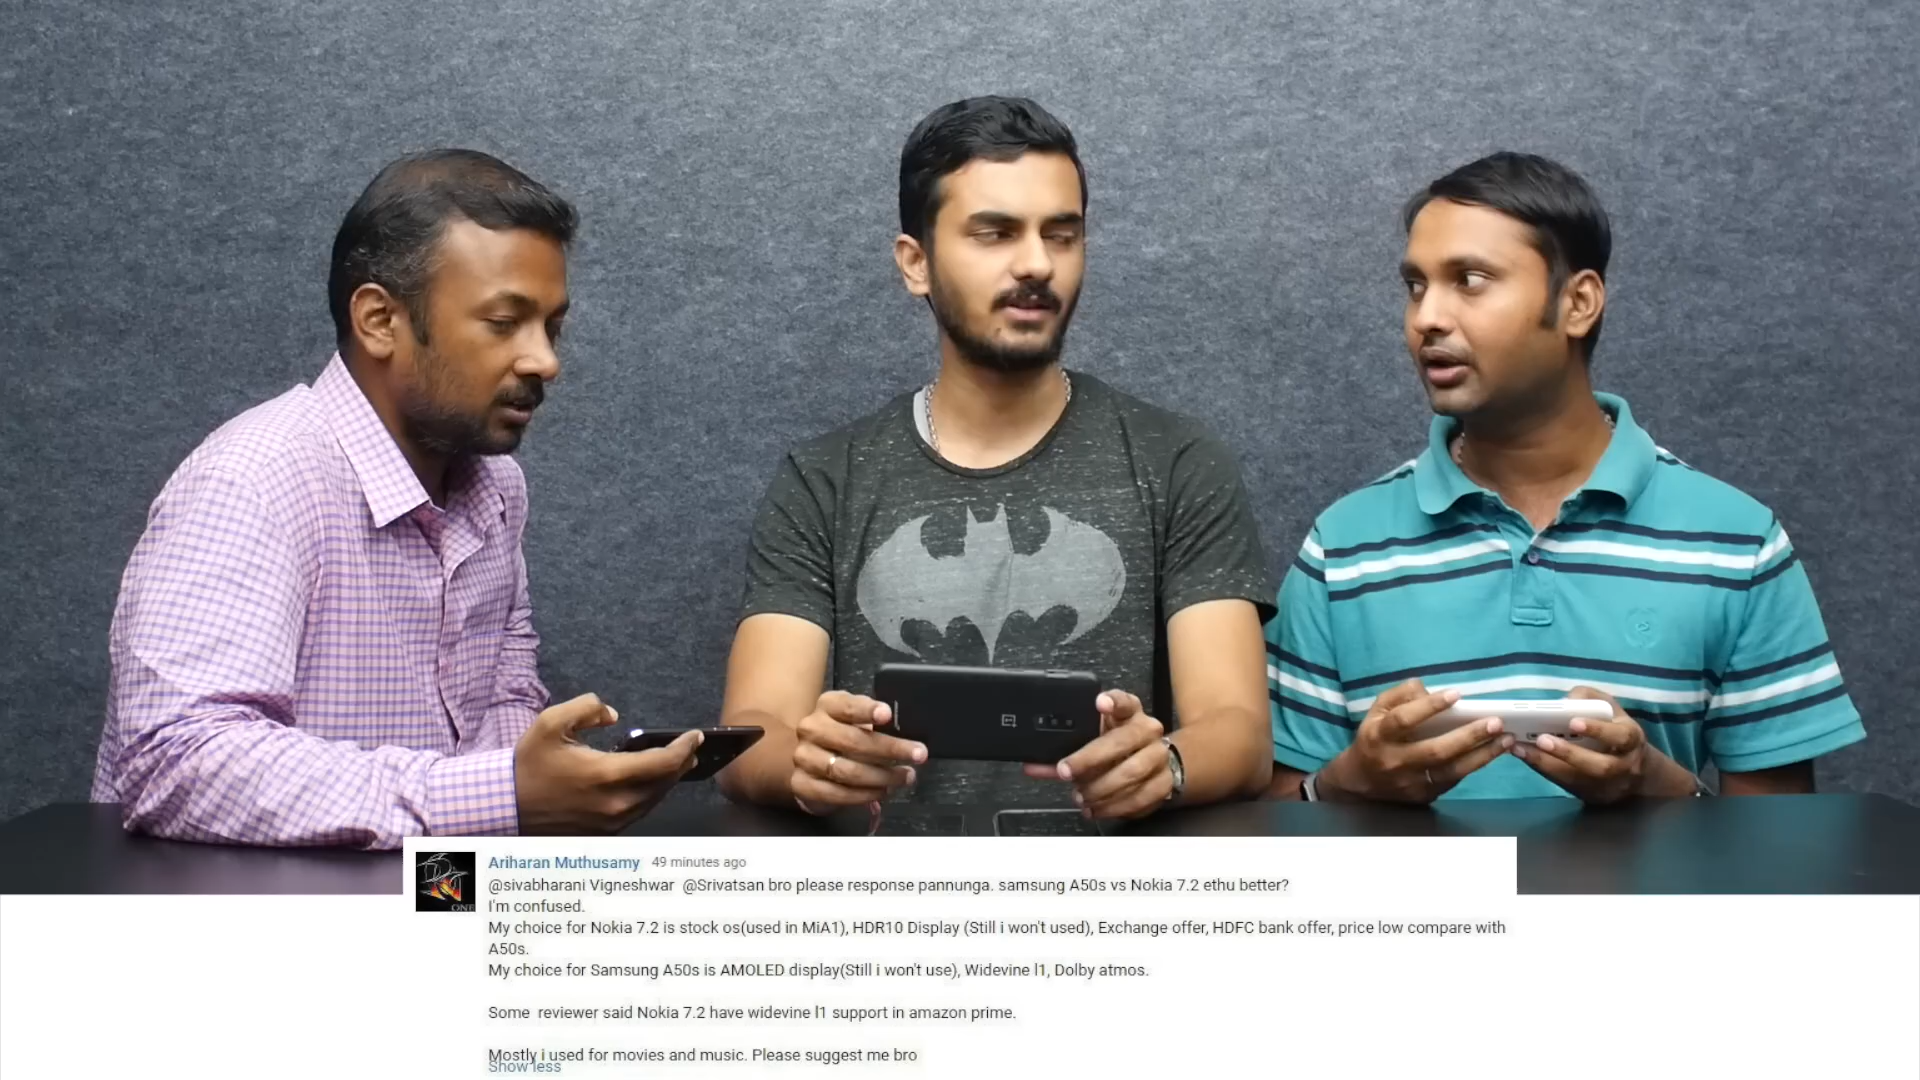 Ariharan Muthusamy 49 minutes ago
@sivabharani Vigneshwar @Srivatsan bro please response pannunga. samsung A50s vs Nokia 7.2 ethu better?
I'm confused.
My choice for Nokia 7.2 is stock os(used in MiA1), HDR10 Display (Still i won't used), Exchange offer, HDFC bank offer, price low compare with
A50s.
My choice for Samsung A50s is AMOLED display(Still i won't use), Widevine l1, Dolby atmos.
Some reviewer said Nokia 7.2 have widevine l1 support in amazon prime.
Mostly i used for movies and music. Please suggest me bro
Show less
ONE